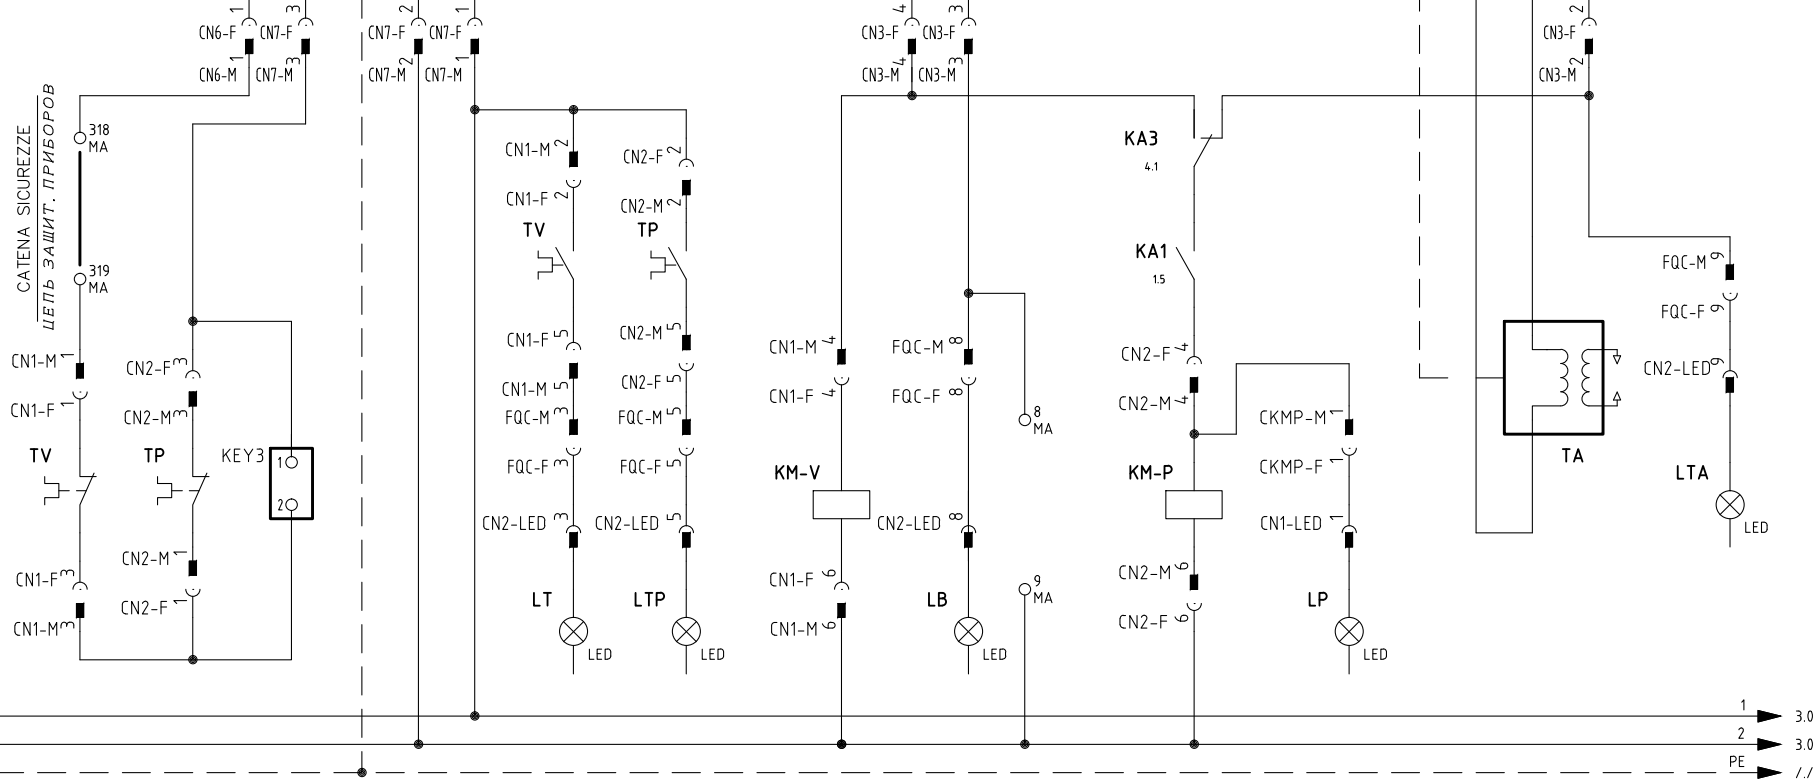 1
3
2
1
4
3
2
CN6-F
CN7-F
CN7-F
CN7-F
CN3-F
CN3-F
CN3-F
1
3
2
1
4
3
2
CN6-M
CN7-M
CN7-M
CN7-M
CN3-M
CN3-M
CN3-M
CATENA SICUREZZE
ЦЕПЬ ЗАЩИТ. ПРИБОРОВ
318
MA
319
MA
CN1-M 1
CN1-F 1
TV
CN1-F 3
CN1-M 3
CN2-F 3
CN2-M 3
TP
CN2-M 1
CN2-F 1
KEY3
1
2
CN1-M 2
CN1-F 2
TV
CN1-F 5
CN1-M 5
FQC-M 3
FQC-F 3
CN2-LED 3
LT
LED
CN2-F 2
CN2-M 2
TP
CN2-M 5
CN2-F 5
FQC-M 5
FQC-F 5
CN2-LED 5
LTP
LED
CN1-M 4
CN1-F 4
KM-V
CN1-F 6
CN1-M 6
FQC-M 8
FQC-F 8
CN2-LED 8
LB
LED
8
MA
9
MA
KA3
4.1
KA1
1.5
CN2-F 4
CN2-M 4
KM-P
CN2-M 6
CN2-F 6
CKMP-M 1
CKMP-F 1
CN1-LED 1
LP
LED
TA
FQC-M 9
FQC-F 9
CN2-LED 9
LTA
LED
1
3.0
2
3.0
PE
/./